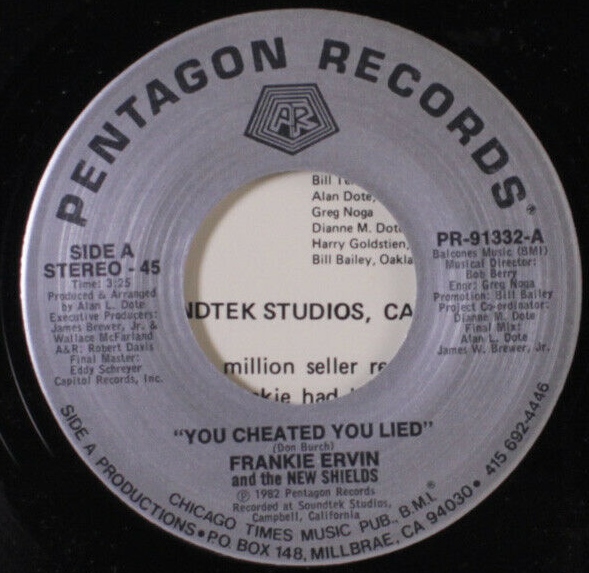 PENTAGON RECORDS®
AR
SIDE A
STEREO - 45
Time: 3:25
Produced & Arranged
by Alan L. Dote
Executive Producers:
James Brewer, Jr. &
Wallace McFarland
A&R: Robert Davis
Final Master:
Eddy Schreyer
Capitol Records, Inc.
PR-91332-A
Balcones Music (BMI)
Musical Director:
Bob Berry
Engr: Greg Noga
Promotion: Bill Bailey
Project Co-ordinator:
Dianne M. Dote
Final Mix:
Alan L. Dote
James W. Brewer, Jr.
Bill
Alan Dote,
Greg Noga
Dianne M. Dote
Harry Goldstien,
Bill Bailey, Oakla
NDTEK STUDIOS, CA
million seller re
kie had
"YOU CHEATED YOU LIED"
(Don Burch)
FRANKIE ERVIN
and the NEW SHIELDS
℗ 1982 Pentagon Records
Recorded at Soundtek Studios,
Campbell, California
CHICAGO TIMES MUSIC PUB., B.M.I.®
SIDE A PRODUCTIONS • P.O. BOX 148, MILLBRAE, CA 94030 • 415 692-4446